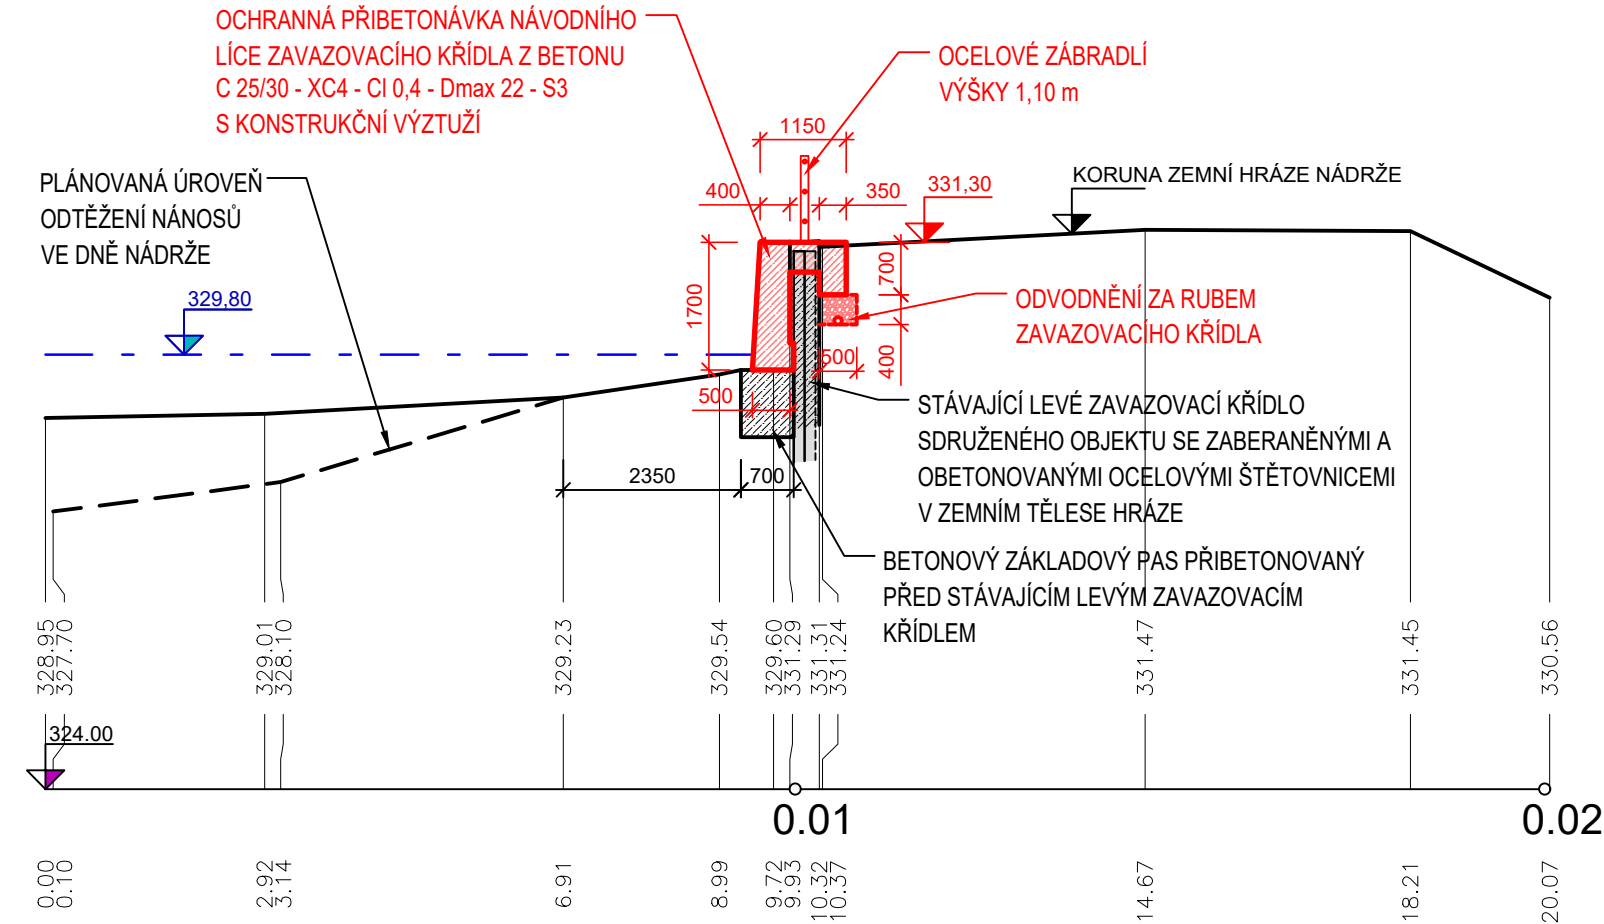 OCHRANNÁ PŘIBETONÁVKA NÁVODNÍHO
LÍCE ZAVAZOVACÍHO KŘÍDLA Z BETONU
C 25/30 - XC4 - Cl 0,4 - Dmax 22 - S3
S KONSTRUKČNÍ VÝZTUŽÍ
OCELOVÉ ZÁBRADLÍ
VÝŠKY 1,10 m
1150
PLÁNOVANÁ ÚROVEŇ
ODTĚŽENÍ NÁNOSŮ
VE DNĚ NÁDRŽE
400
350
331,30
KORUNA ZEMNÍ HRÁZE NÁDRŽE
329,80
1700
700
ODVODNĚNÍ ZA RUBEM
ZAVAZOVACÍHO KŘÍDLA
500
400
500
STÁVAJÍCÍ LEVÉ ZAVAZOVACÍ KŘÍDLO
SDRUŽENÉHO OBJEKTU SE ZABERANĚNÝMI A
OBETONOVANÝMI OCELOVÝMI ŠTĚTOVNICEMI
V ZEMNÍM TĚLESE HRÁZE
2350
700
BETONOVÝ ZÁKLADOVÝ PAS PŘIBETONOVANÝ
PŘED STÁVAJÍCÍM LEVÝM ZAVAZOVACÍM
KŘÍDLEM
328.95
327.70
329.01
328.10
329.23
329.54
329.60
331.29
331.31
331.24
331.47
331.45
330.56
324.00
0.01
0.02
0.00
0.10
2.92
3.14
6.91
8.99
9.72
9.93
10.32
10.37
14.67
18.21
20.07